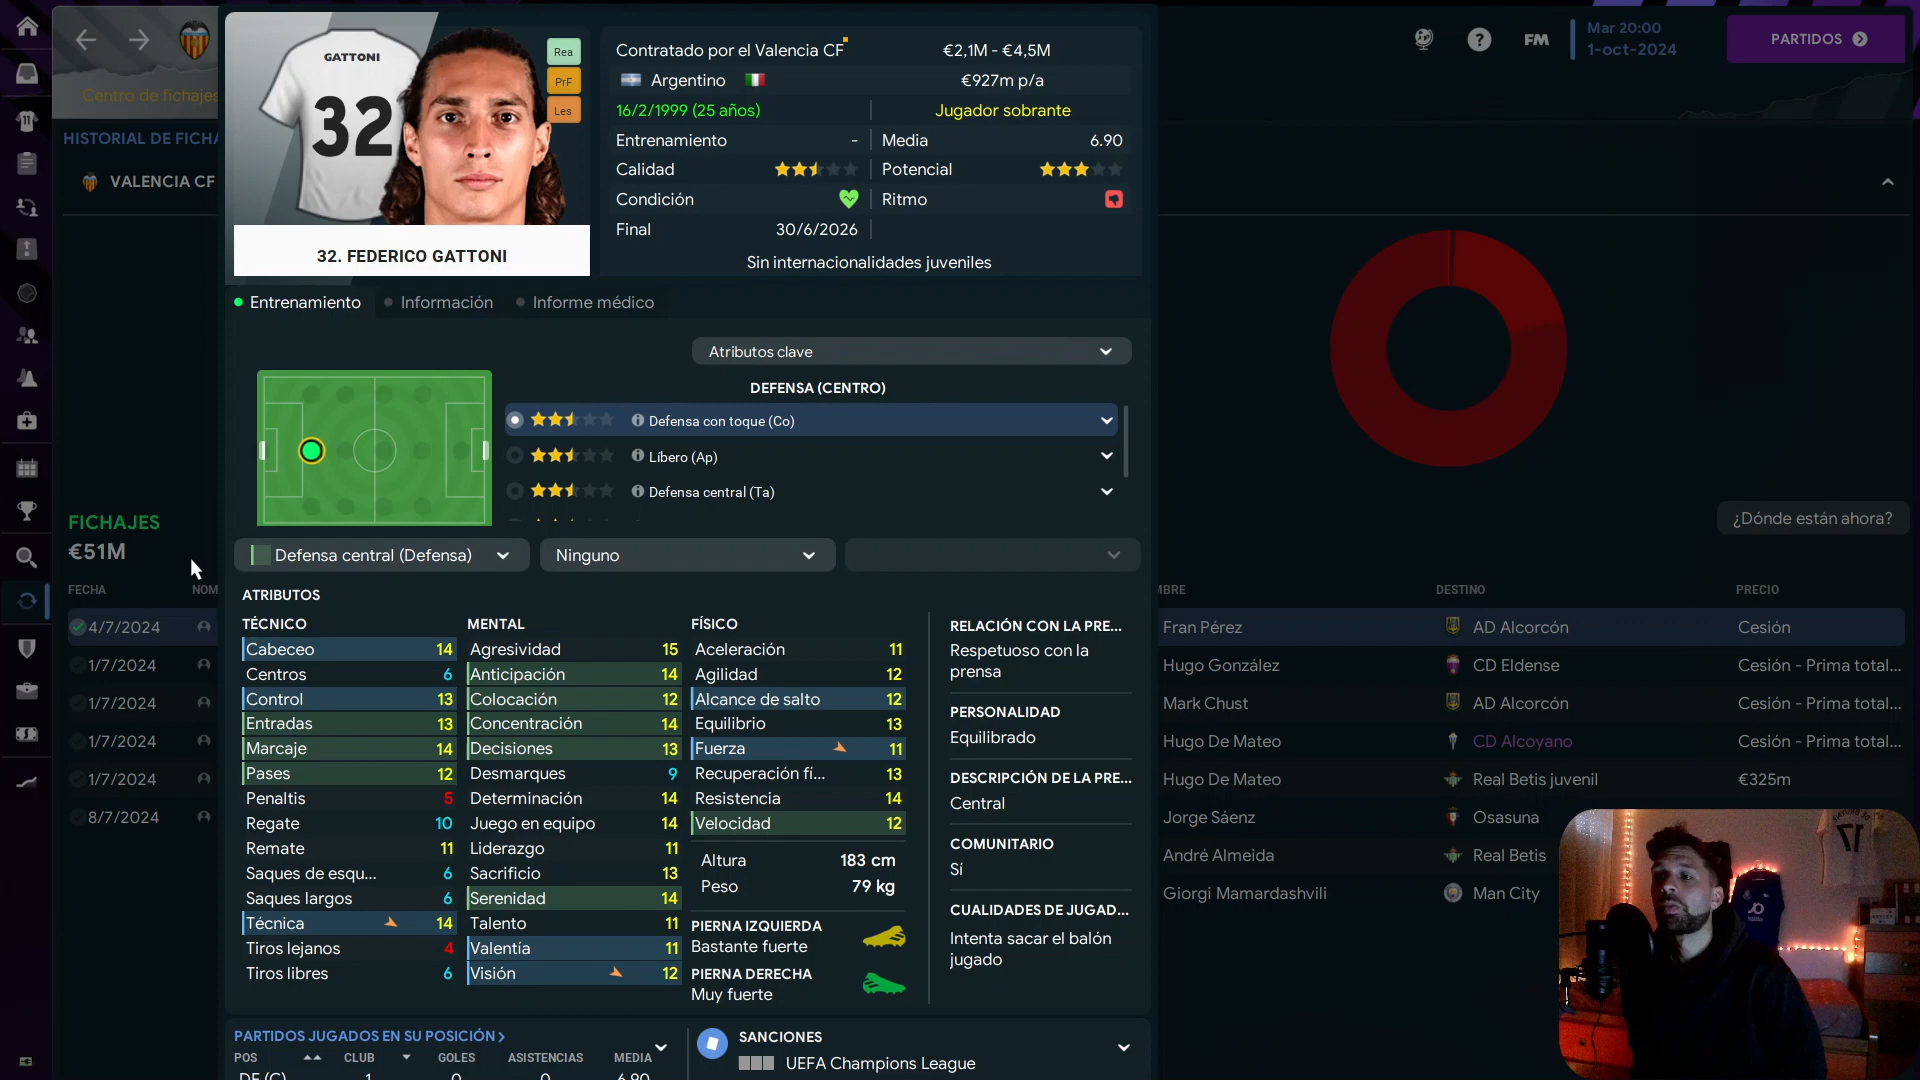 GATTONI
32
Rea
PrF
Les
32. FEDERICO GATTONI
Contratado por el Valencia CF
€2,1M - €4,5M
Argentino
€927m p/a
16/2/1999 (25 años)
Jugador sobrante
Entrenamiento
-
Media
6.90
Calidad
Potencial
Condición
Ritmo
Final
30/6/2026
Sin internacionalidades juveniles
FM
Mar 20:00
1-oct-2024
PARTIDOS
Centro de fichajes
HISTORIAL DE FICHA
VALENCIA CF
Entrenamiento
Información
Informe médico
Atributos clave
DEFENSA (CENTRO)
Defensa con toque (Co)
Líbero (Ap)
Defensa central (Ta)
Defensa central (Defensa)
Ninguno
ATRIBUTOS
TÉCNICO
Cabeceo 14
Centros 6
Control 13
Entradas 13
Marcaje 14
Pases 12
Penaltis 5
Regate 10
Remate 11
Saques de esqu... 6
Saques largos 6
Técnica 14
Tiros lejanos 4
Tiros libres 6
MENTAL
Agresividad 15
Anticipación 14
Colocación 12
Concentración 14
Decisiones 13
Desmarques 9
Determinación 14
Juego en equipo 14
Liderazgo 11
Sacrificio 13
Serenidad 14
Talento 11
Valentía 11
Visión 12
FÍSICO
Aceleración 11
Agilidad 12
Alcance de salto 12
Equilibrio 13
Fuerza 11
Recuperación fí... 13
Resistencia 14
Velocidad 12
Altura 183 cm
Peso 79 kg
PIERNA IZQUIERDA
Bastante fuerte
PIERNA DERECHA
Muy fuerte
RELACIÓN CON LA PRE...
Respetuoso con la
prensa
PERSONALIDAD
Equilibrado
DESCRIPCIÓN DE LA PRE...
Central
COMUNITARIO
Sí
CUALIDADES DE JUGAD...
Intenta sacar el balón
jugado
PARTIDOS JUGADOS EN SU POSICIÓN
POS CLUB GOLES ASISTENCIAS MEDIA
DF (C) 1 0 0 6.90
SANCIONES
UEFA Champions League
FICHAJES
€51M
FECHA NOM
4/7/2024
1/7/2024
1/7/2024
1/7/2024
1/7/2024
8/7/2024
¿Dónde están ahora?
MBRE DESTINO PRECIO
Fran Pérez AD Alcorcón Cesión
Hugo González CD Eldense Cesión - Prima total...
Mark Chust AD Alcorcón Cesión - Prima total...
Hugo De Mateo CD Alcoyano Cesión - Prima total...
Hugo De Mateo Real Betis juvenil €325m
Jorge Sáenz Osasuna
André Almeida Real Betis
Giorgi Mamardashvili Man City
17